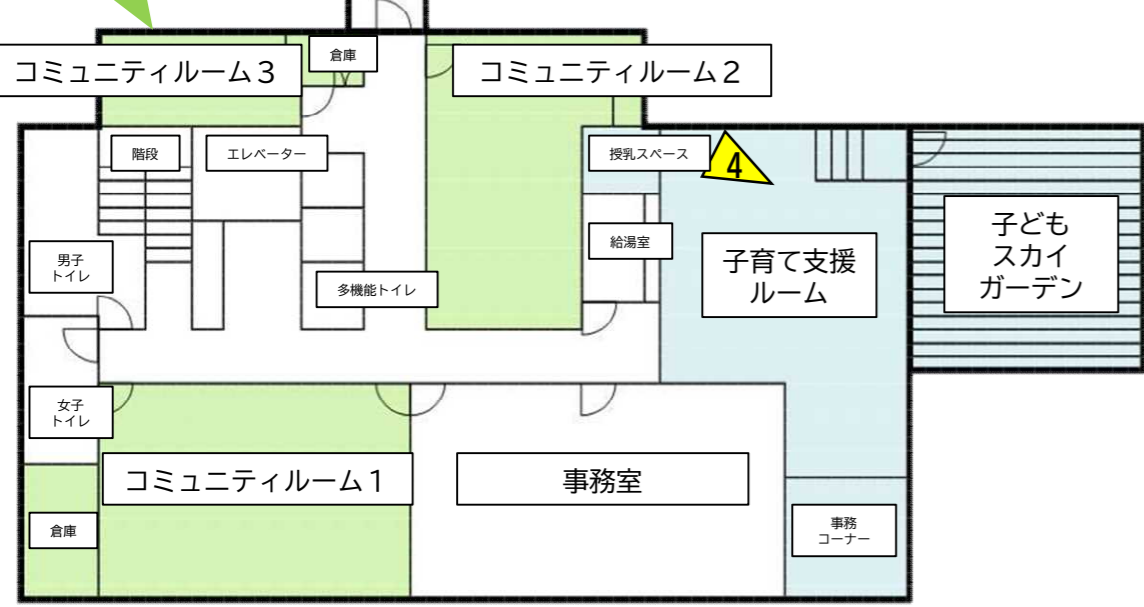 倉庫
コミュニティルーム３
コミュニティルーム２
階段
エレベーター
授乳スペース
4
男子
トイレ
多機能トイレ
給湯室
子育て支援
ルーム
子ども
スカイ
ガーデン
女子
トイレ
コミュニティルーム１
事務室
倉庫
事務
コーナー